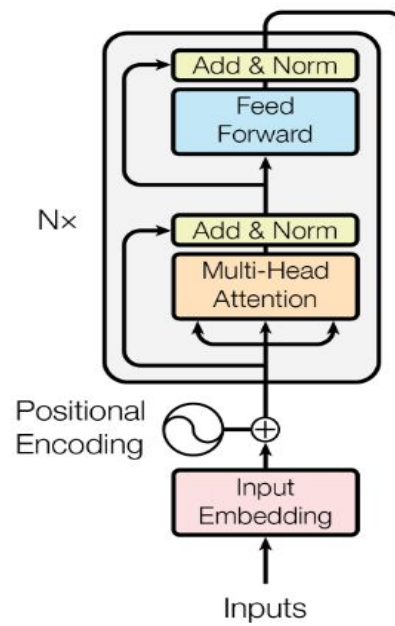 Add & Norm
Feed
Forward
N×
Add & Norm
Multi-Head
Attention
Positional
Encoding
Input
Embedding
Inputs